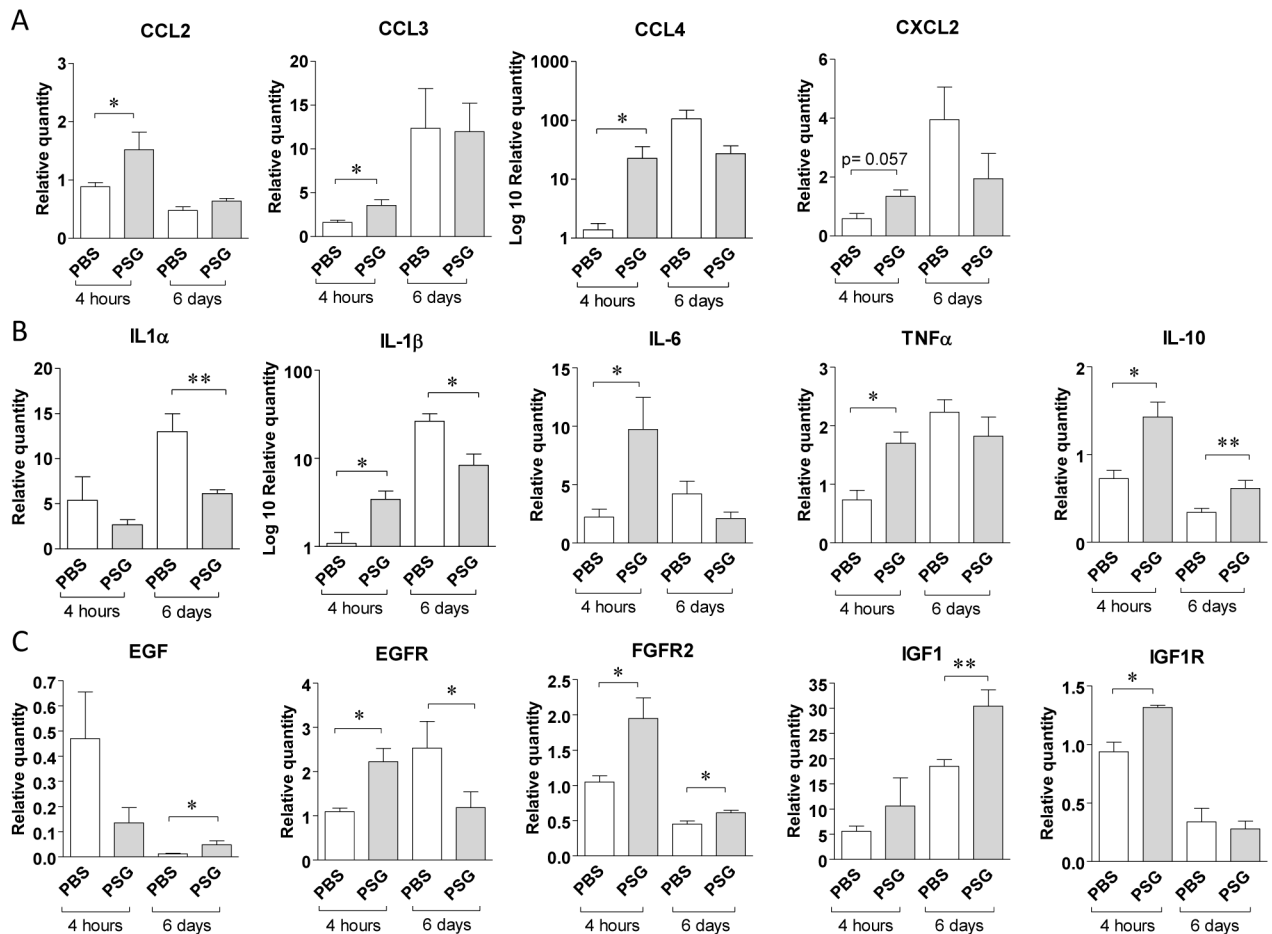 A
CCL2
Relative quantity
3
2
1
0
*
PBS
PSG
PBS
PSG
4 hours
6 days
CCL3
Relative quantity
20
15
10
5
0
*
PBS
PSG
PBS
PSG
4 hours
6 days
CCL4
Log 10 Relative quantity
1000
100
10
1
*
PBS
PSG
PBS
PSG
4 hours
6 days
CXCL2
Relative quantity
6
4
2
0
p= 0.057
PBS
PSG
PBS
PSG
4 hours
6 days
B
IL1α
Relative quantity
20
15
10
5
0
**
PBS
PSG
PBS
PSG
4 hours
6 days
IL-1β
Log 10 Relative quantity
100
10
1
*
*
PBS
PSG
PBS
PSG
4 hours
6 days
IL-6
Relative quantity
15
10
5
0
*
PBS
PSG
PBS
PSG
4 hours
6 days
TNFα
Relative quantity
3
2
1
0
*
PBS
PSG
PBS
PSG
4 hours
6 days
IL-10
Relative quantity
2
1
0
*
**
PBS
PSG
PBS
PSG
4 hours
6 days
C
EGF
Relative quantity
0.7
0.6
0.5
0.4
0.3
0.2
0.1
0.0
*
PBS
PSG
PBS
PSG
4 hours
6 days
EGFR
Relative quantity
4
3
2
1
0
*
*
PBS
PSG
PBS
PSG
4 hours
6 days
FGFR2
Relative quantity
2.5
2.0
1.5
1.0
0.5
0.0
*
*
PBS
PSG
PBS
PSG
4 hours
6 days
IGF1
Relative quantity
35
30
25
20
15
10
5
0
**
PBS
PSG
PBS
PSG
4 hours
6 days
IGF1R
Relative quantity
1.5
1.0
0.5
0.0
*
PBS
PSG
PBS
PSG
4 hours
6 days